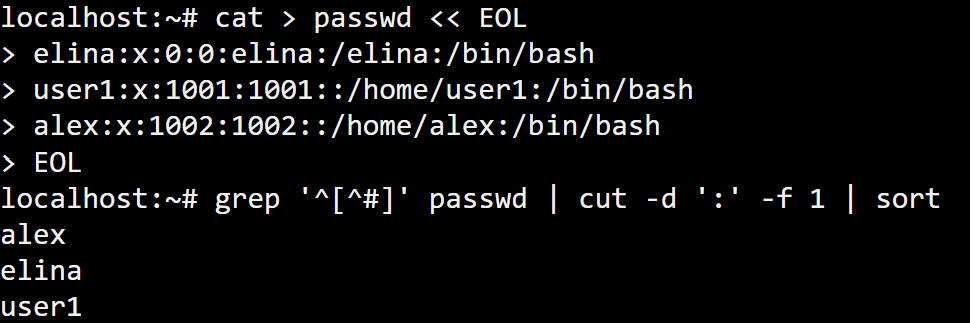 localhost:~# cat > passwd << EOL
> elina:x:0:0:elina:/elina:/bin/bash
> user1:x:1001:1001::/home/user1:/bin/bash
> alex:x:1002:1002::/home/alex:/bin/bash
> EOL
localhost:~# grep '^[^#]' passwd | cut -d ':' -f 1 | sort
alex
elina
user1